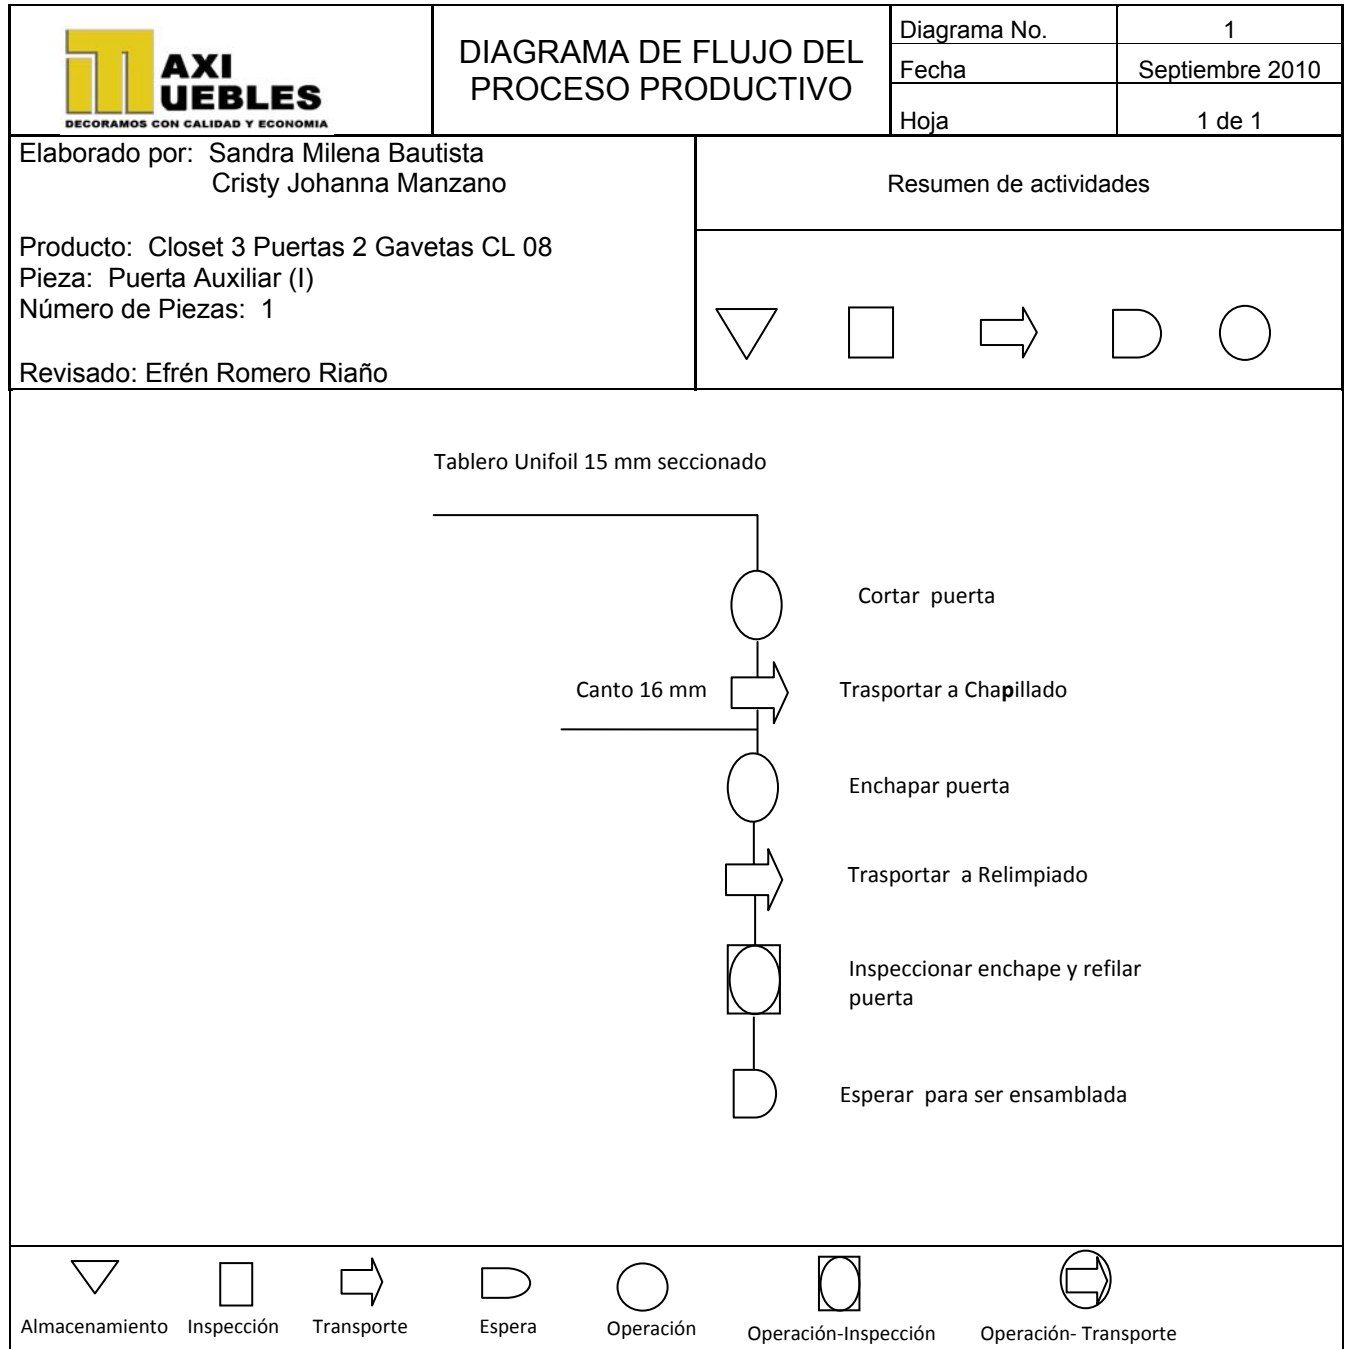 AXI
UEBLES
DECORAMOS CON CALIDAD Y ECONOMIA
DIAGRAMA DE FLUJO DEL
PROCESO PRODUCTIVO
Diagrama No. 1
Fecha Septiembre 2010
Hoja 1 de 1
Elaborado por: Sandra Milena Bautista
Cristy Johanna Manzano
Producto: Closet 3 Puertas 2 Gavetas CL 08
Pieza: Puerta Auxiliar (I)
Número de Piezas: 1
Revisado: Efrén Romero Riaño
Resumen de actividades
Tablero Unifoil 15 mm seccionado
Cortar puerta
Canto 16 mm
Trasportar a Chapillado
Enchapar puerta
Trasportar a Relimpiado
Inspeccionar enchape y refilar
puerta
Esperar para ser ensamblada
Almacenamiento Inspección Transporte Espera Operación Operación-Inspección Operación- Transporte